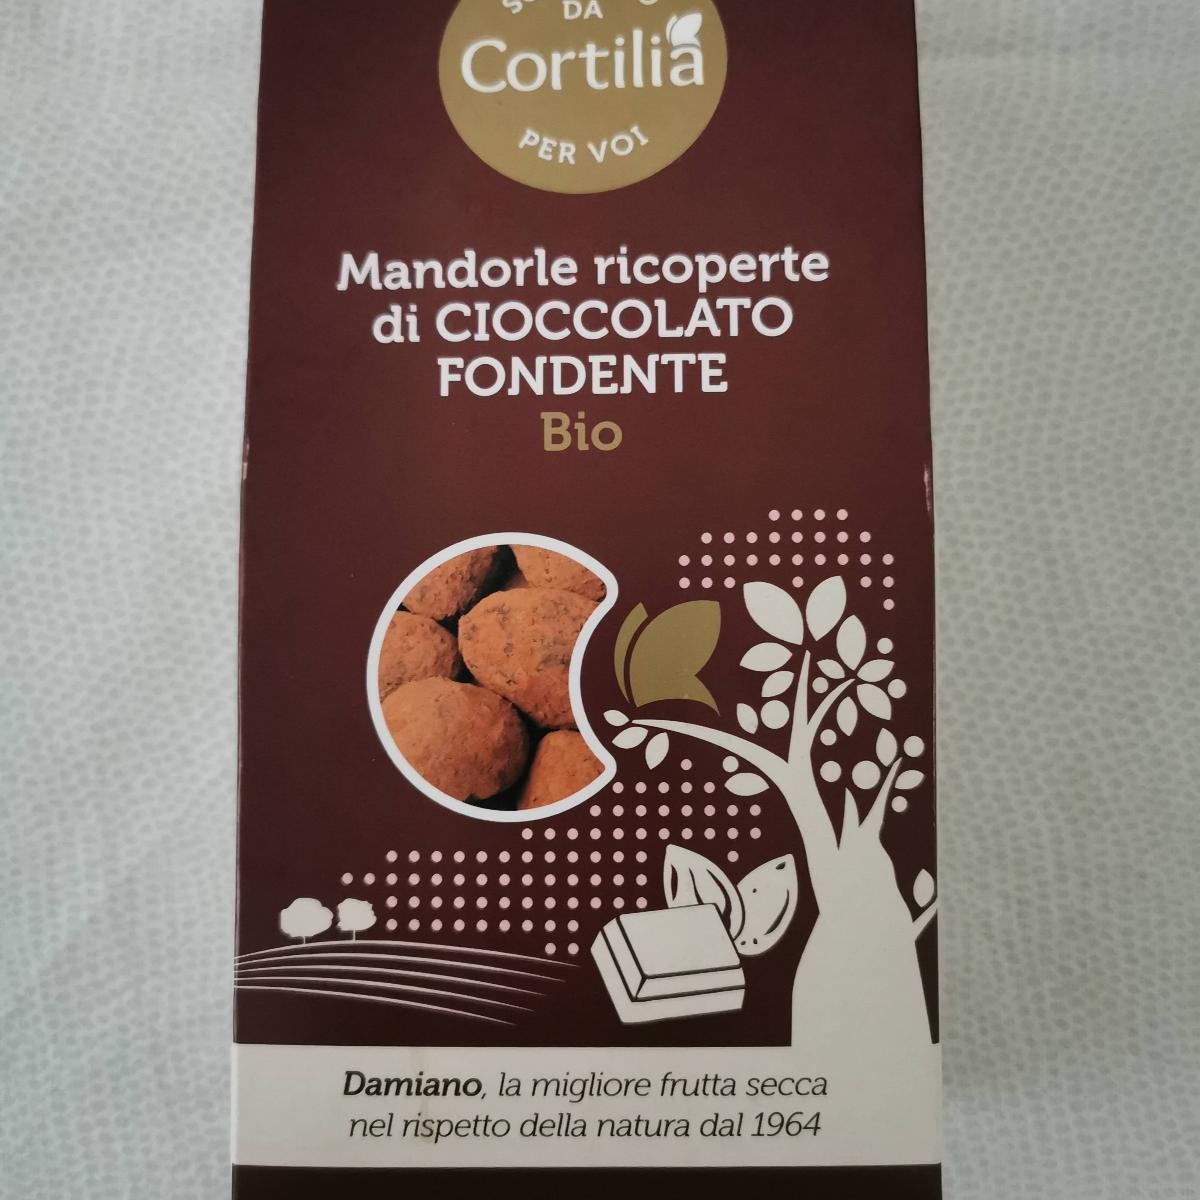 DA
Cortilia
PER VOI
Mandorle ricoperte
di CIOCCOLATO
FONDENTE
Bio
Damiano, la migliore frutta secca
nel rispetto della natura dal 1964